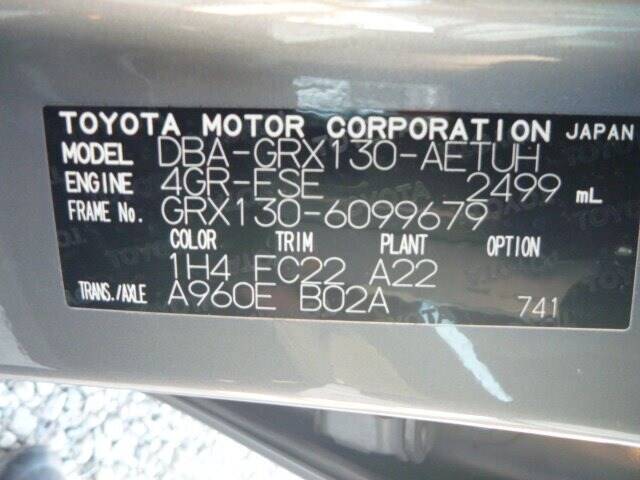 TOYOTA MOTOR CORPORATION JAPAN
MODEL DBA-GRX130-AETUH
ENGINE 4GR-FSE 2499 mL
FRAME No. GRX130-6099679
COLOR TRIM PLANT OPTION
1H4 FC22 A22
TRANS./AXLE A960E B02A 741